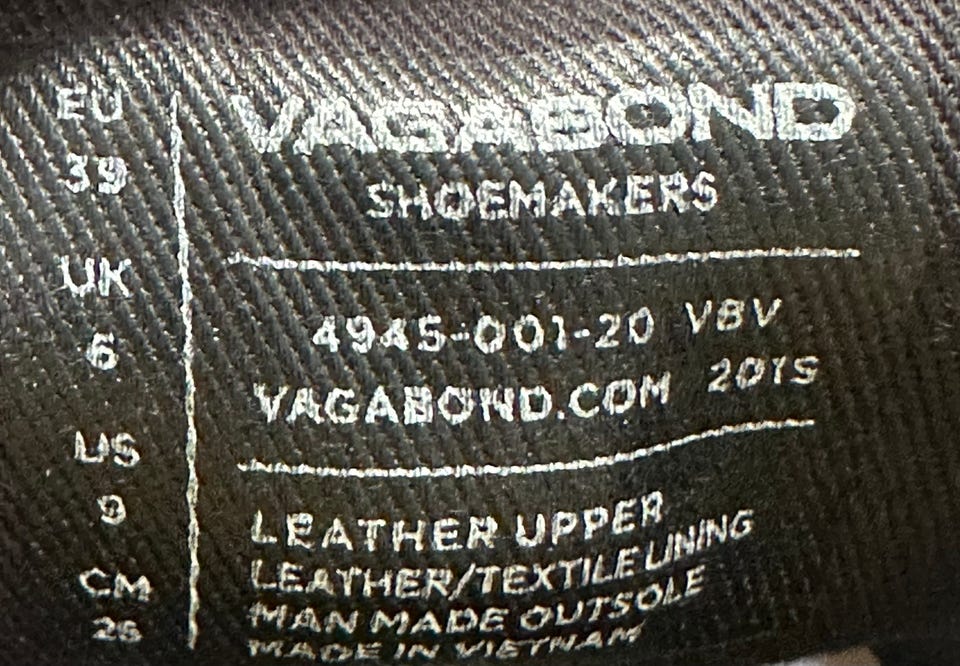 EU
39
UK
6
US
9
CM
26
VAGABOND
SHOEMAKERS
4945-001-20 VBV
VAGABOND.COM 2019
LEATHER UPPER
LEATHER/TEXTILE LINING
MAN MADE OUTSOLE
MADE IN VIETNAM